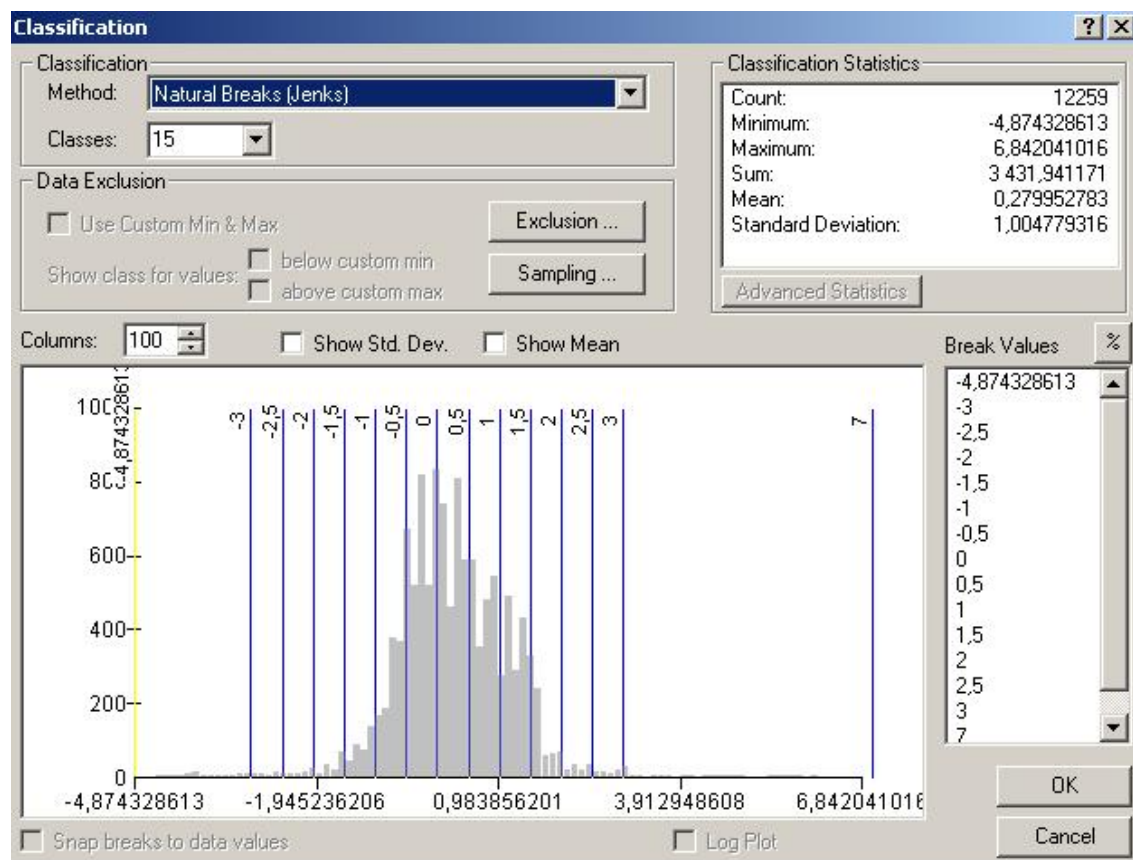 Classification
Classification
Method: Natural Breaks (Jenks)
Classes: 15
Data Exclusion
Use Custom Min & Max
Exclusion ...
Show class for values:
below custom min
above custom max
Sampling ...
Classification Statistics
Count: 12259
Minimum: -4,874328613
Maximum: 6,842041016
Sum: 3 431,941171
Mean: 0,279952783
Standard Deviation: 1,004779316
Advanced Statistics
Columns: 100
Show Std. Dev.
Show Mean
Break Values
%
-4,874328613
-3
-2,5
-2
-1,5
-1
-0,5
0
0,5
1
1,5
2
2,5
3
7
600
400
200
0
-4,874328613 -1,945236206 0,983856201 3,912948608 6,842041016
-4,874328613
-3
-2,5
-2
-1,5
-1
-0,5
0
0,5
1
1,5
2
2,5
3
7
Snap breaks to data values
Log Plot
OK
Cancel